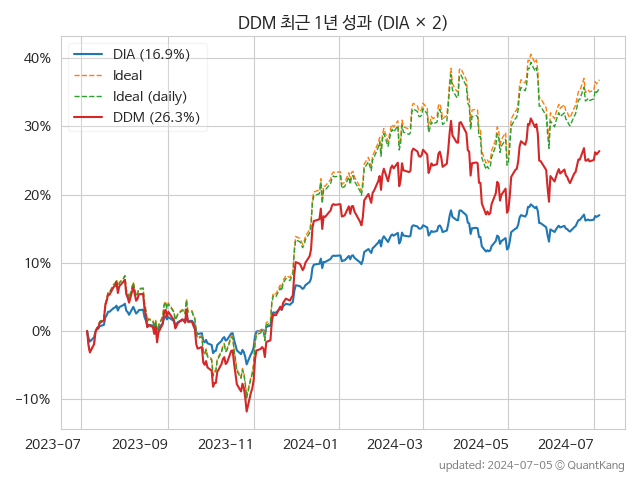 DDM 최근 1년 성과 (DIA × 2)
DIA (16.9%)
Ideal
Ideal (daily)
DDM (26.3%)
40%
30%
20%
10%
0%
−10%
2023-07
2023-09
2023-11
2024-01
2024-03
2024-05
2024-07
updated: 2024-07-05 © QuantKang